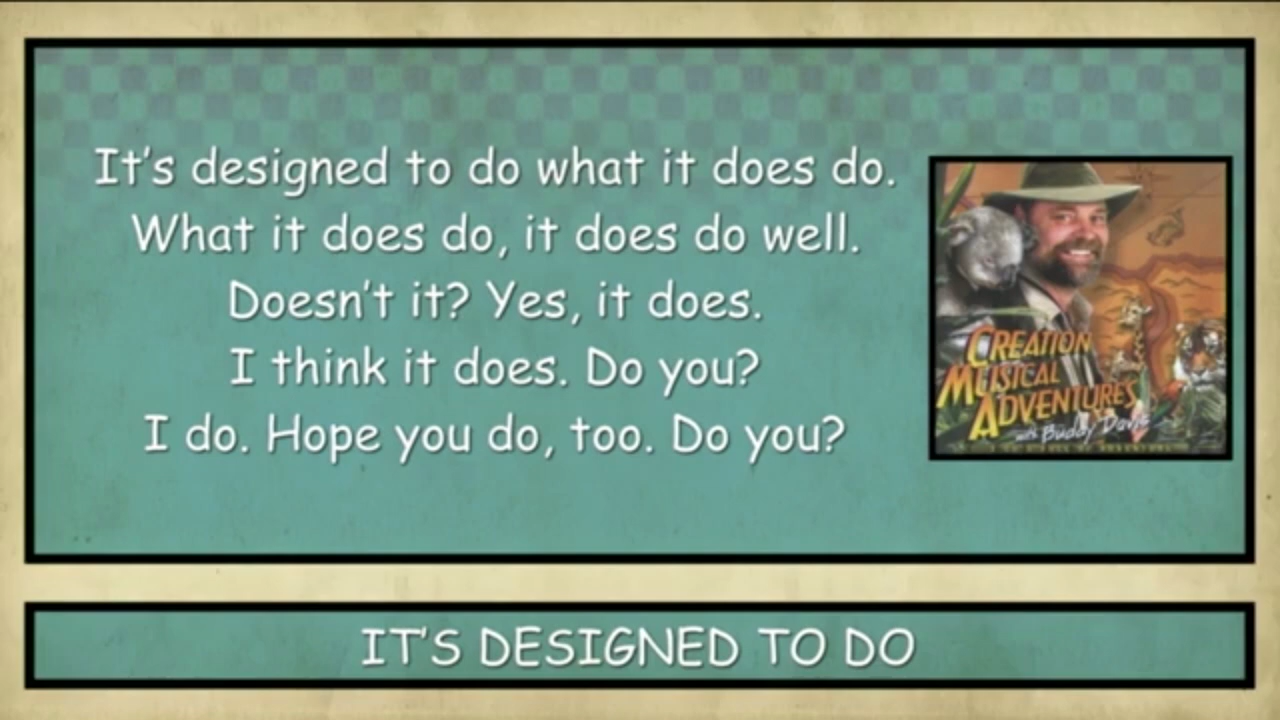 It's designed to do what it does do.
What it does do, it does do well.
Doesn't it? Yes, it does.
I think it does. Do you?
I do. Hope you do, too. Do you?
CREATION
MUSICAL
ADVENTURES
with Buddy Davis
IT'S DESIGNED TO DO